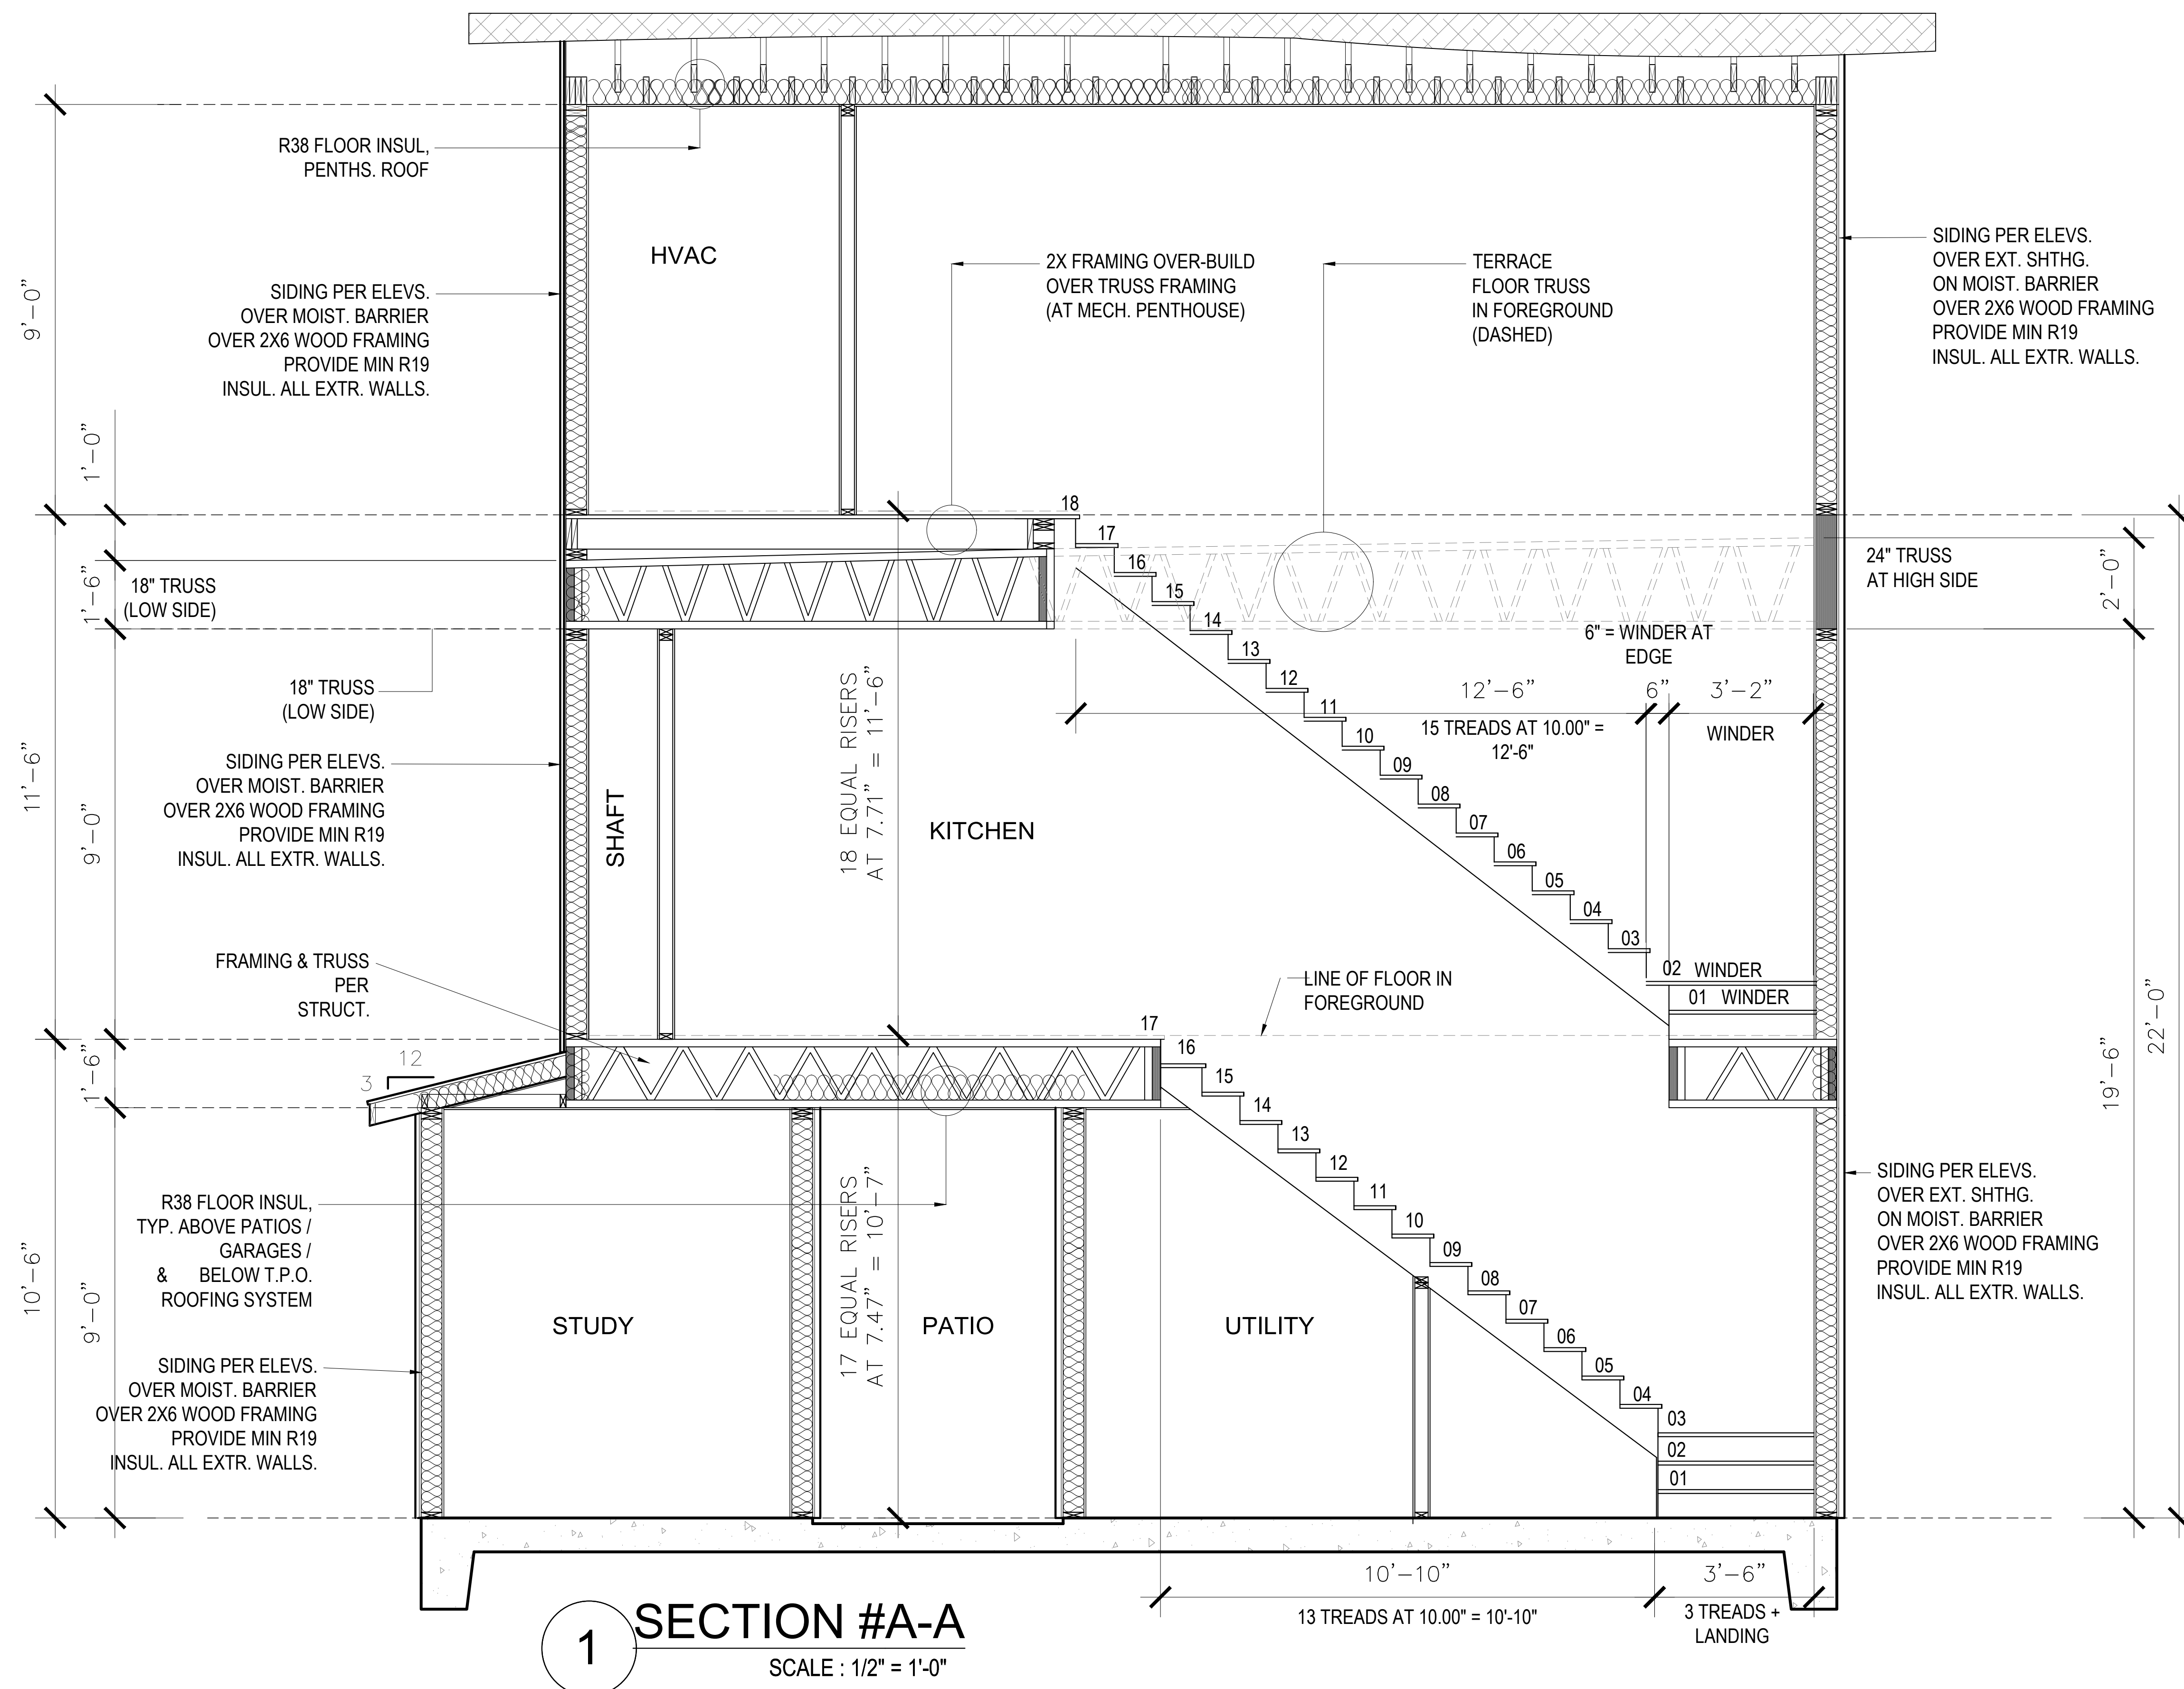 R38 FLOOR INSUL,
PENTHS. ROOF
HVAC
2X FRAMING OVER-BUILD
OVER TRUSS FRAMING
(AT MECH. PENTHOUSE)
TERRACE
FLOOR TRUSS
IN FOREGROUND
(DASHED)
SIDING PER ELEVS.
OVER EXT. SHTHG.
ON MOIST. BARRIER
OVER 2X6 WOOD FRAMING
PROVIDE MIN R19
INSUL. ALL EXTR. WALLS.
SIDING PER ELEVS.
OVER MOIST. BARRIER
OVER 2X6 WOOD FRAMING
PROVIDE MIN R19
INSUL. ALL EXTR. WALLS.
9'-0"
1'-0"
1'-6"
18" TRUSS
(LOW SIDE)
24" TRUSS
AT HIGH SIDE
2'-0"
18
17
16
15
14
13
12
11
10
09
08
07
06
05
04
03
02 WINDER
01 WINDER
6" = WINDER AT
EDGE
12'-6"
6"
3'-2"
15 TREADS AT 10.00" =
12'-6"
WINDER
18" TRUSS
(LOW SIDE)
SIDING PER ELEVS.
OVER MOIST. BARRIER
OVER 2X6 WOOD FRAMING
PROVIDE MIN R19
INSUL. ALL EXTR. WALLS.
11'-6"
9'-0"
SHAFT
18 EQUAL RISERS
AT 7.71" = 11'-6"
KITCHEN
FRAMING & TRUSS
PER
STRUCT.
LINE OF FLOOR IN
FOREGROUND
22'-0"
19'-6"
1'-6"
12
3
17
16
15
14
13
12
11
10
09
08
07
06
05
04
03
02
01
R38 FLOOR INSUL,
TYP. ABOVE PATIOS /
GARAGES /
& BELOW T.P.O.
ROOFING SYSTEM
10'-6"
9'-0"
17 EQUAL RISERS
AT 7.47" = 10'-7"
STUDY
PATIO
UTILITY
SIDING PER ELEVS.
OVER EXT. SHTHG.
ON MOIST. BARRIER
OVER 2X6 WOOD FRAMING
PROVIDE MIN R19
INSUL. ALL EXTR. WALLS.
SIDING PER ELEVS.
OVER MOIST. BARRIER
OVER 2X6 WOOD FRAMING
PROVIDE MIN R19
INSUL. ALL EXTR. WALLS.
10'-10"
3'-6"
13 TREADS AT 10.00" = 10'-10"
3 TREADS +
LANDING
1
SECTION #A-A
SCALE : 1/2" = 1'-0"